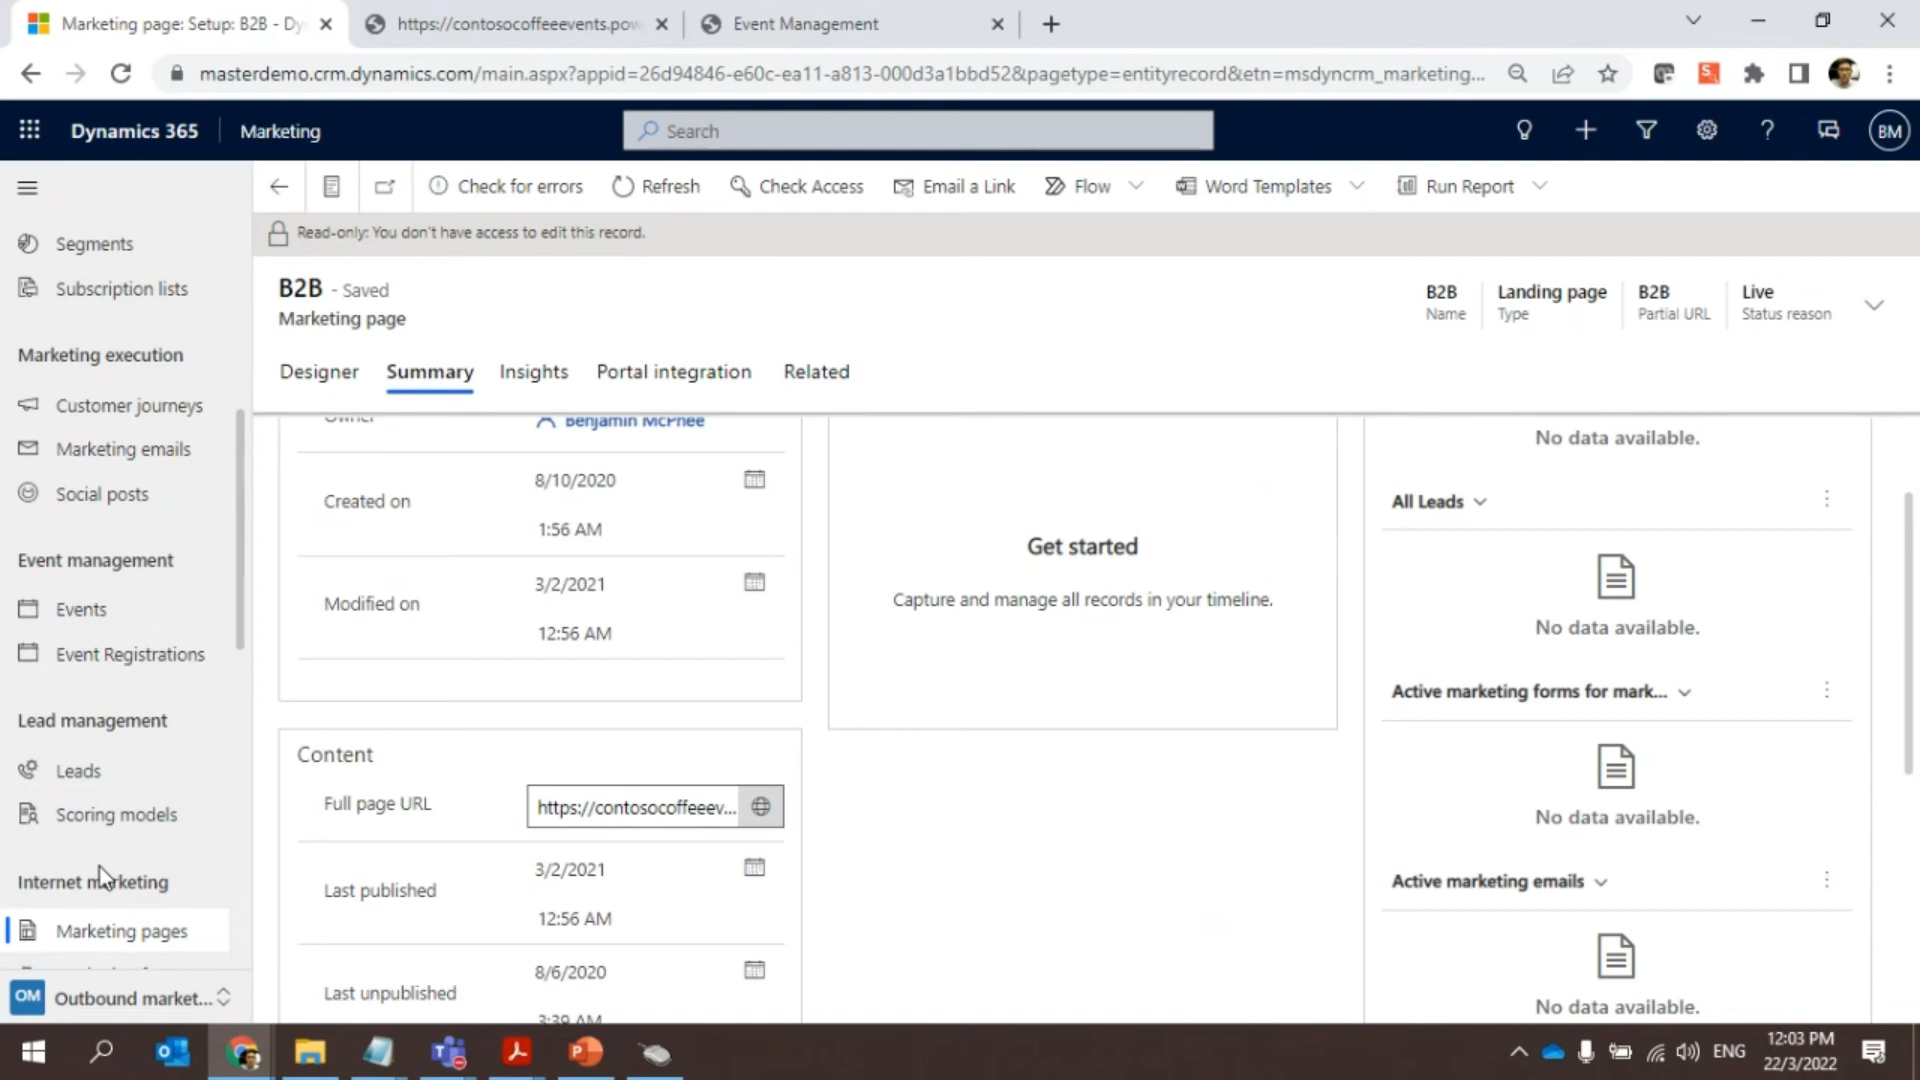 Marketing page: Setup: B2B - Dy
https://contosocoffeeevents.pow
Event Management
masterdemo.crm.dynamics.com/main.aspx?appid=26d94846-e60c-ea11-a813-000d3a1bbd52&pagetype=entityrecord&etn=msdyncrm_marketing...
Dynamics 365
Marketing
Search
BM
Check for errors
Refresh
Check Access
Email a Link
Flow
Word Templates
Run Report
Read-only: You don't have access to edit this record.
B2B - Saved
Marketing page
B2B
Name
Landing page
Type
B2B
Partial URL
Live
Status reason
Designer
Summary
Insights
Portal integration
Related
Segments
Subscription lists
Marketing execution
Customer journeys
Marketing emails
Social posts
Event management
Events
Event Registrations
Lead management
Leads
Scoring models
Internet marketing
Marketing pages
OM
Outbound market...
Owner
Benjamin McPhee
Created on
8/10/2020
1:56 AM
Modified on
3/2/2021
12:56 AM
Content
Full page URL
https://contosocoffeeev...
Last published
3/2/2021
12:56 AM
Last unpublished
8/6/2020
3:39 AM
Get started
Capture and manage all records in your timeline.
No data available.
All Leads
No data available.
Active marketing forms for mark...
No data available.
Active marketing emails
No data available.
ENG
12:03 PM
22/3/2022